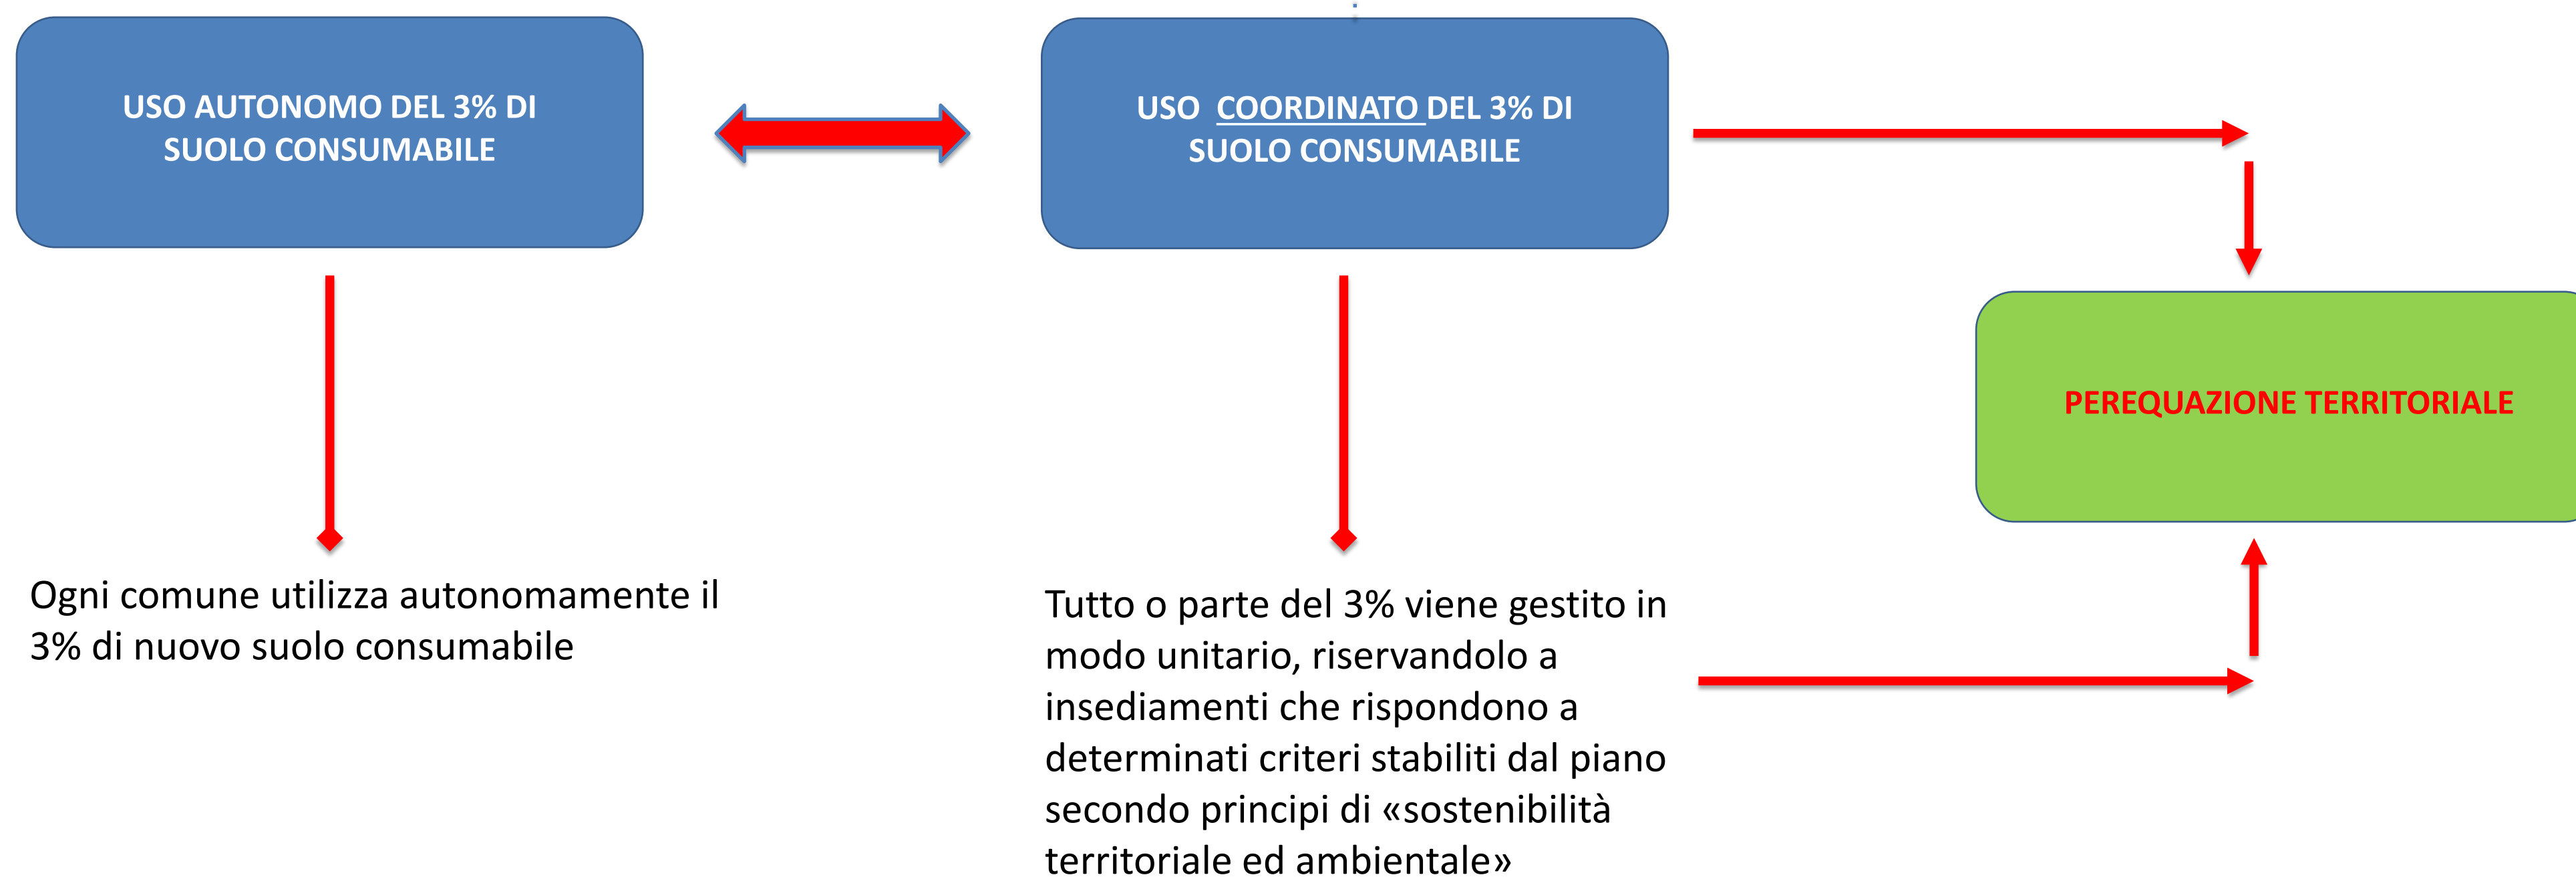 USO AUTONOMO DEL 3% DI
SUOLO CONSUMABILE
USO COORDINATO DEL 3% DI
SUOLO CONSUMABILE
PEREQUAZIONE TERRITORIALE
Ogni comune utilizza autonomamente il
3% di nuovo suolo consumabile
Tutto o parte del 3% viene gestito in
modo unitario, riservandolo a
insediamenti che rispondono a
determinati criteri stabiliti dal piano
secondo principi di «sostenibilità
territoriale ed ambientale»